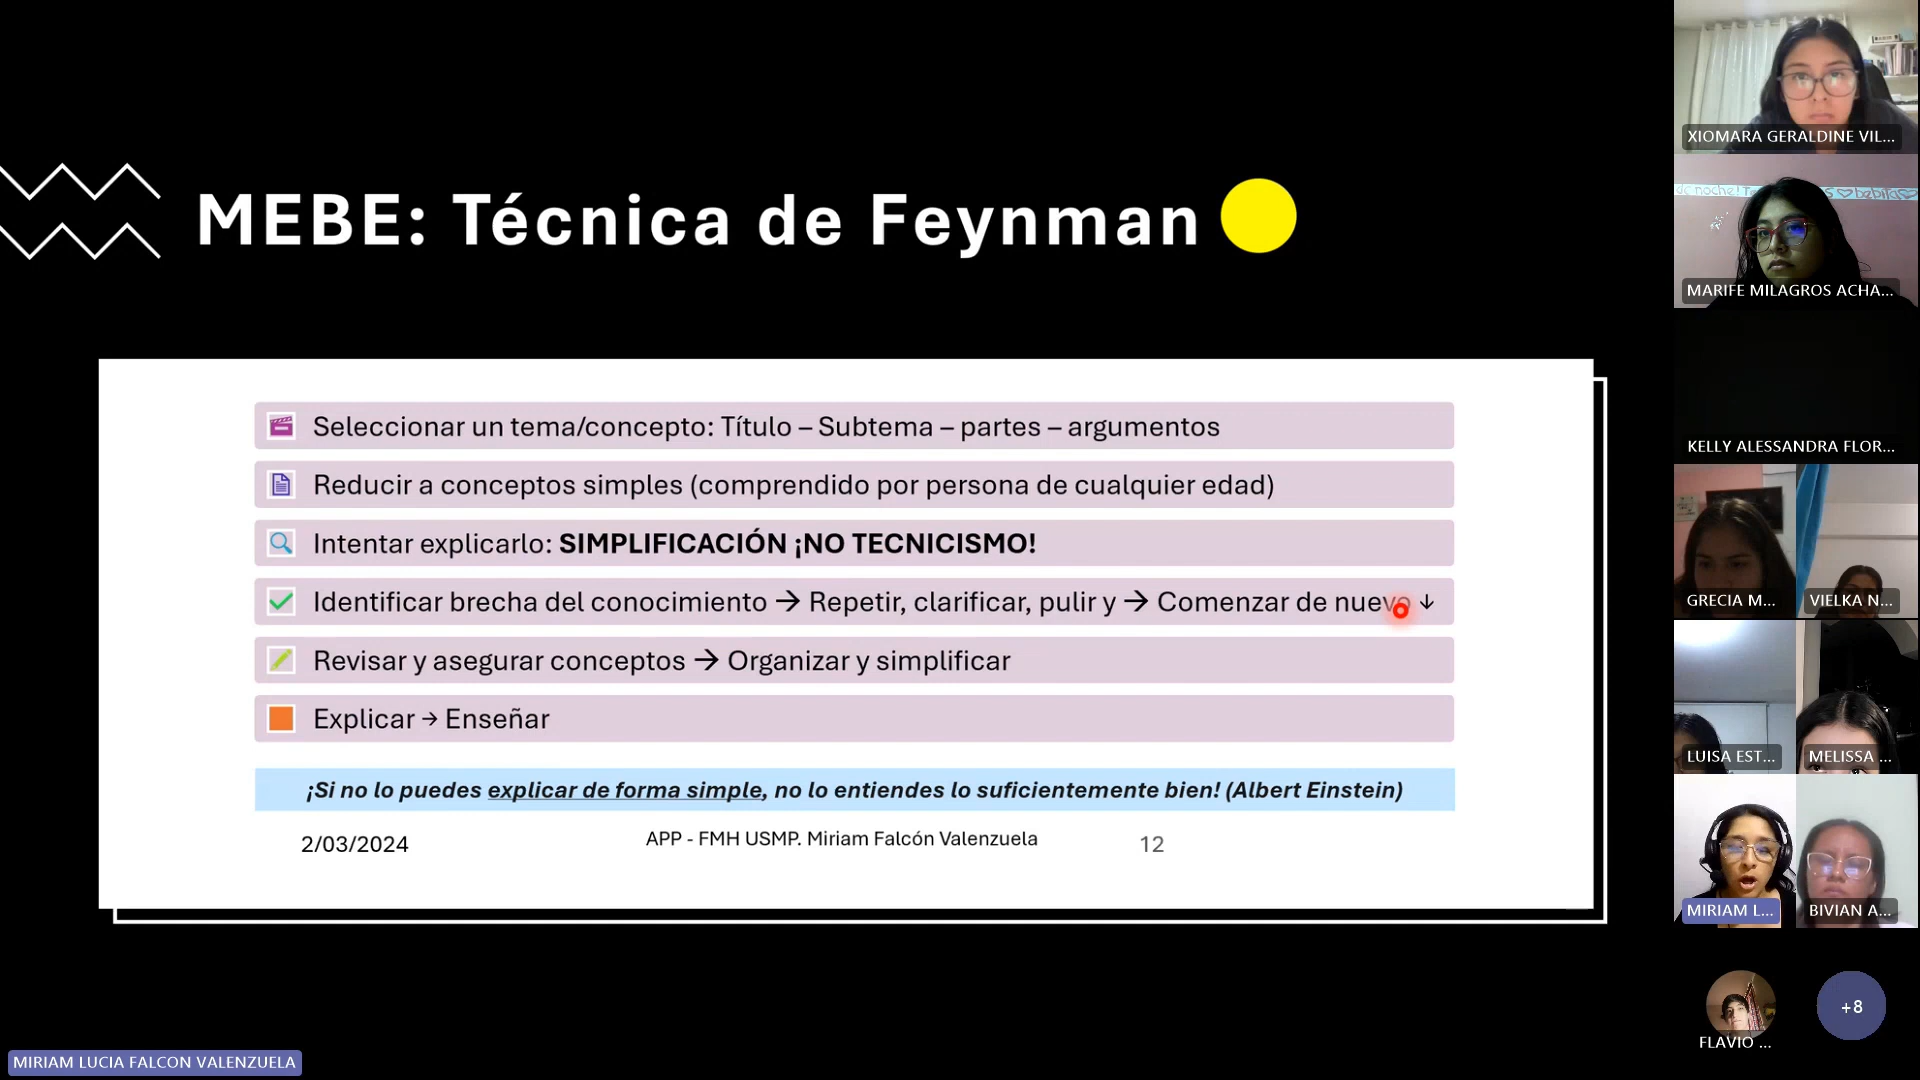 MEBE: Técnica de Feynman
Seleccionar un tema/concepto: Título – Subtema – partes – argumentos
Reducir a conceptos simples (comprendido por persona de cualquier edad)
Intentar explicarlo: SIMPLIFICACIÓN ¡NO TECNICISMO!
Identificar brecha del conocimiento → Repetir, clarificar, pulir y → Comenzar de nuevo ↓
Revisar y asegurar conceptos → Organizar y simplificar
Explicar → Enseñar
¡Si no lo puedes explicar de forma simple, no lo entiendes lo suficientemente bien! (Albert Einstein)
2/03/2024
APP - FMH USMP. Miriam Falcón Valenzuela
12
MIRIAM LUCIA FALCON VALENZUELA
XIOMARA GERALDINE VIL...
noche!
bebita
MARIFE MILAGROS ACHA...
KELLY ALESSANDRA FLOR...
GRECIA M...
VIELKA N...
LUISA EST...
MELISSA ...
MIRIAM L...
BIVIAN A...
FLAVIO ...
+8